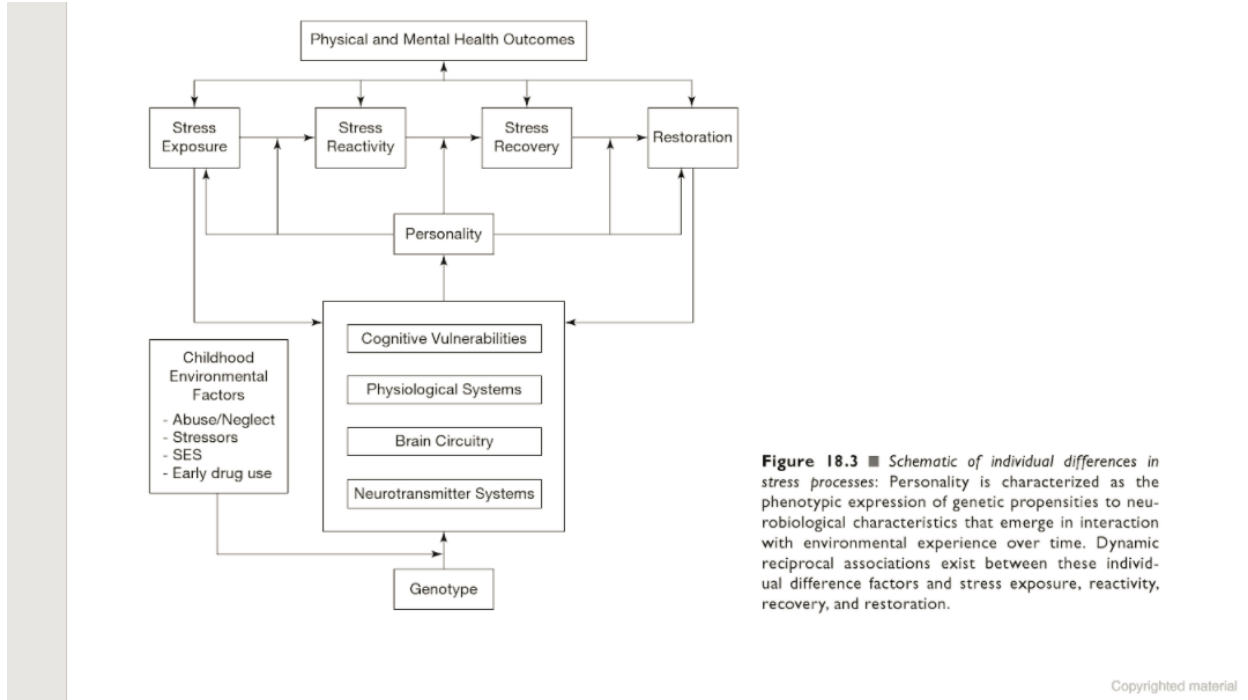 Physical and Mental Health Outcomes
Stress
Exposure
Stress
Reactivity
Stress
Recovery
Restoration
Personality
Cognitive Vulnerabilities
Physiological Systems
Brain Circuitry
Neurotransmitter Systems
Childhood
Environmental
Factors
- Abuse/Neglect
- Stressors
- SES
- Early drug use
Genotype
Figure 18.3 ■ Schematic of individual differences in
stress processes: Personality is characterized as the
phenotypic expression of genetic propensities to neu-
robiological characteristics that emerge in interaction
with environmental experience over time. Dynamic
reciprocal associations exist between these individ-
ual difference factors and stress exposure, reactivity,
recovery, and restoration.
Copyrighted material